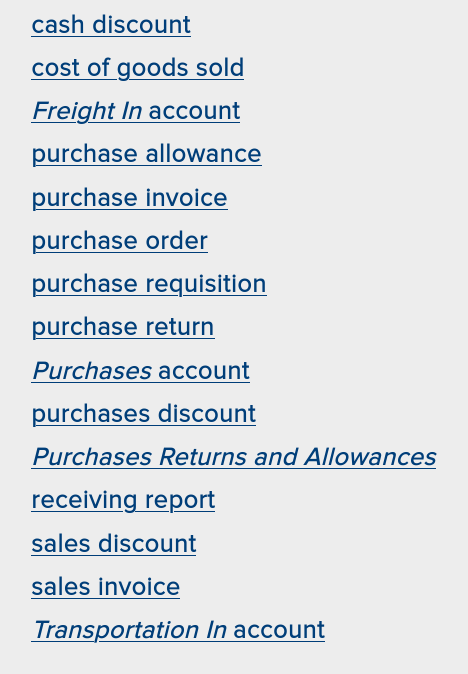 cash discount
cost of goods sold
Freight In account
purchase allowance
purchase invoice
purchase order
purchase requisition
purchase return
Purchases account
purchases discount
Purchases Returns and Allowances
receiving report
sales discount
sales invoice
Transportation In account